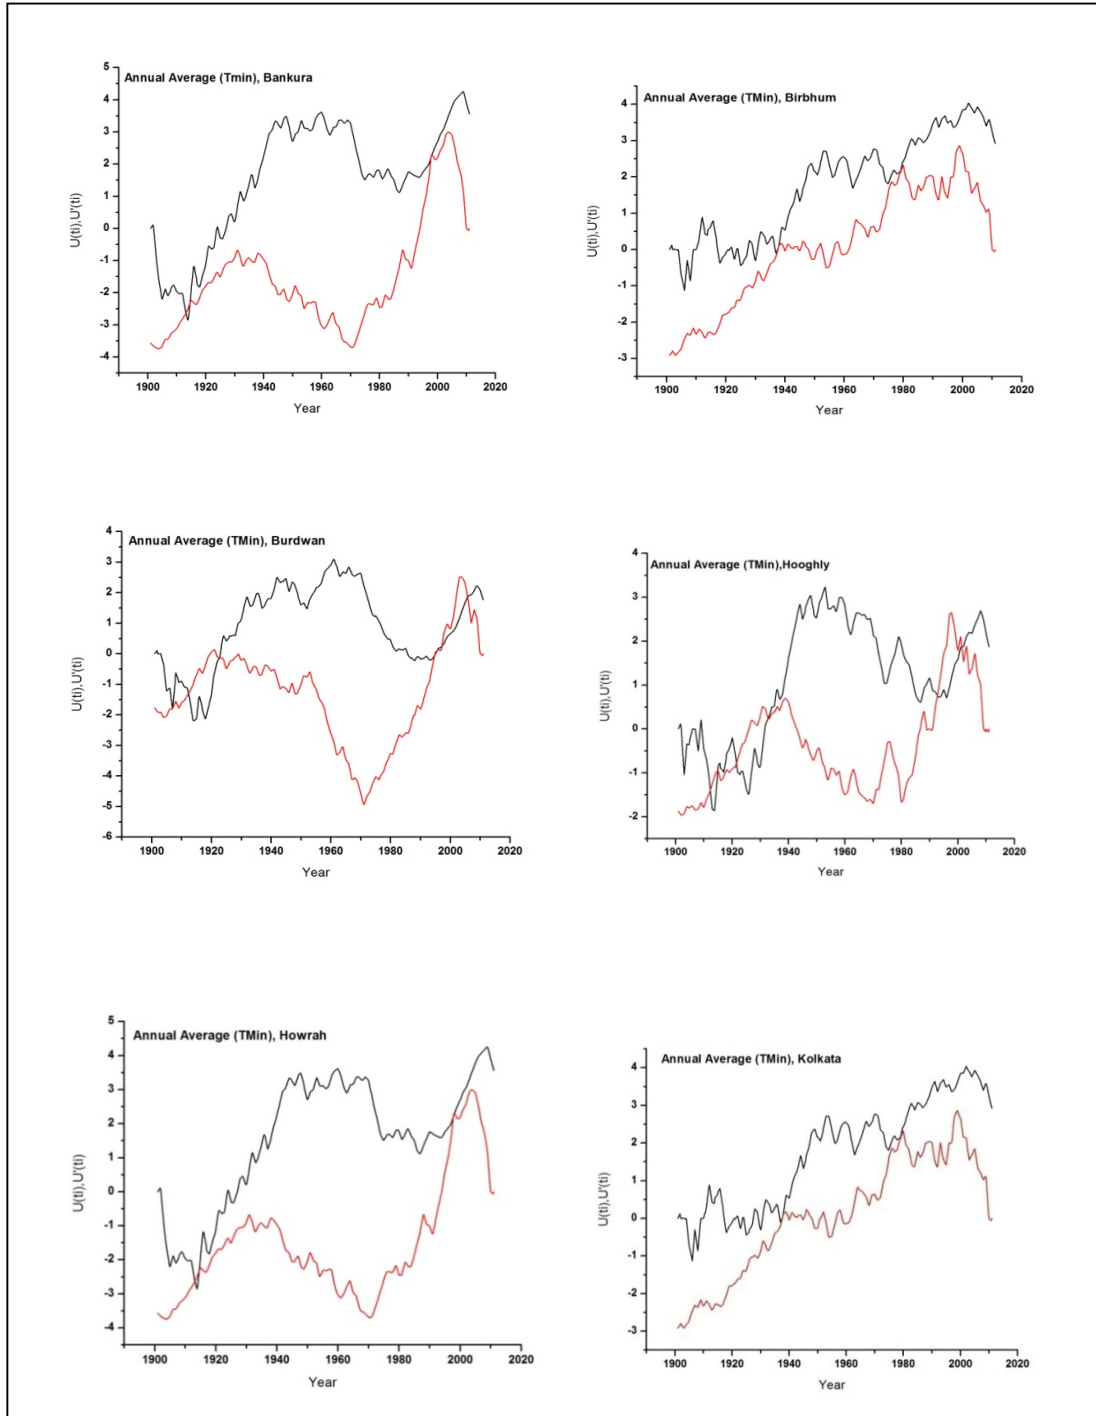 Annual Average (Tmin), Bankura
5
4
3
2
1
0
-1
-2
-3
-4
U(ti),U'(ti)
1900 1920 1940 1960 1980 2000 2020
Year
Annual Average (TMin), Birbhum
4
3
2
1
0
-1
-2
-3
U(ti),U'(ti)
1900 1920 1940 1960 1980 2000 2020
Year
Annual Average (TMin), Burdwan
4
3
2
1
0
-1
-2
-3
-4
-5
-6
U(ti),U'(ti)
1900 1920 1940 1960 1980 2000 2020
Year
Annual Average (TMin),Hooghly
4
3
2
1
0
-1
-2
U(ti),U'(ti)
1900 1920 1940 1960 1980 2000 2020
Year
Annual Average (TMin), Howrah
5
4
3
2
1
0
-1
-2
-3
-4
U(ti),U'(ti)
1900 1920 1940 1960 1980 2000 2020
Year
Annual Average (TMin), Kolkata
4
3
2
1
0
-1
-2
-3
U(ti),U'(ti)
1900 1920 1940 1960 1980 2000 2020
Year